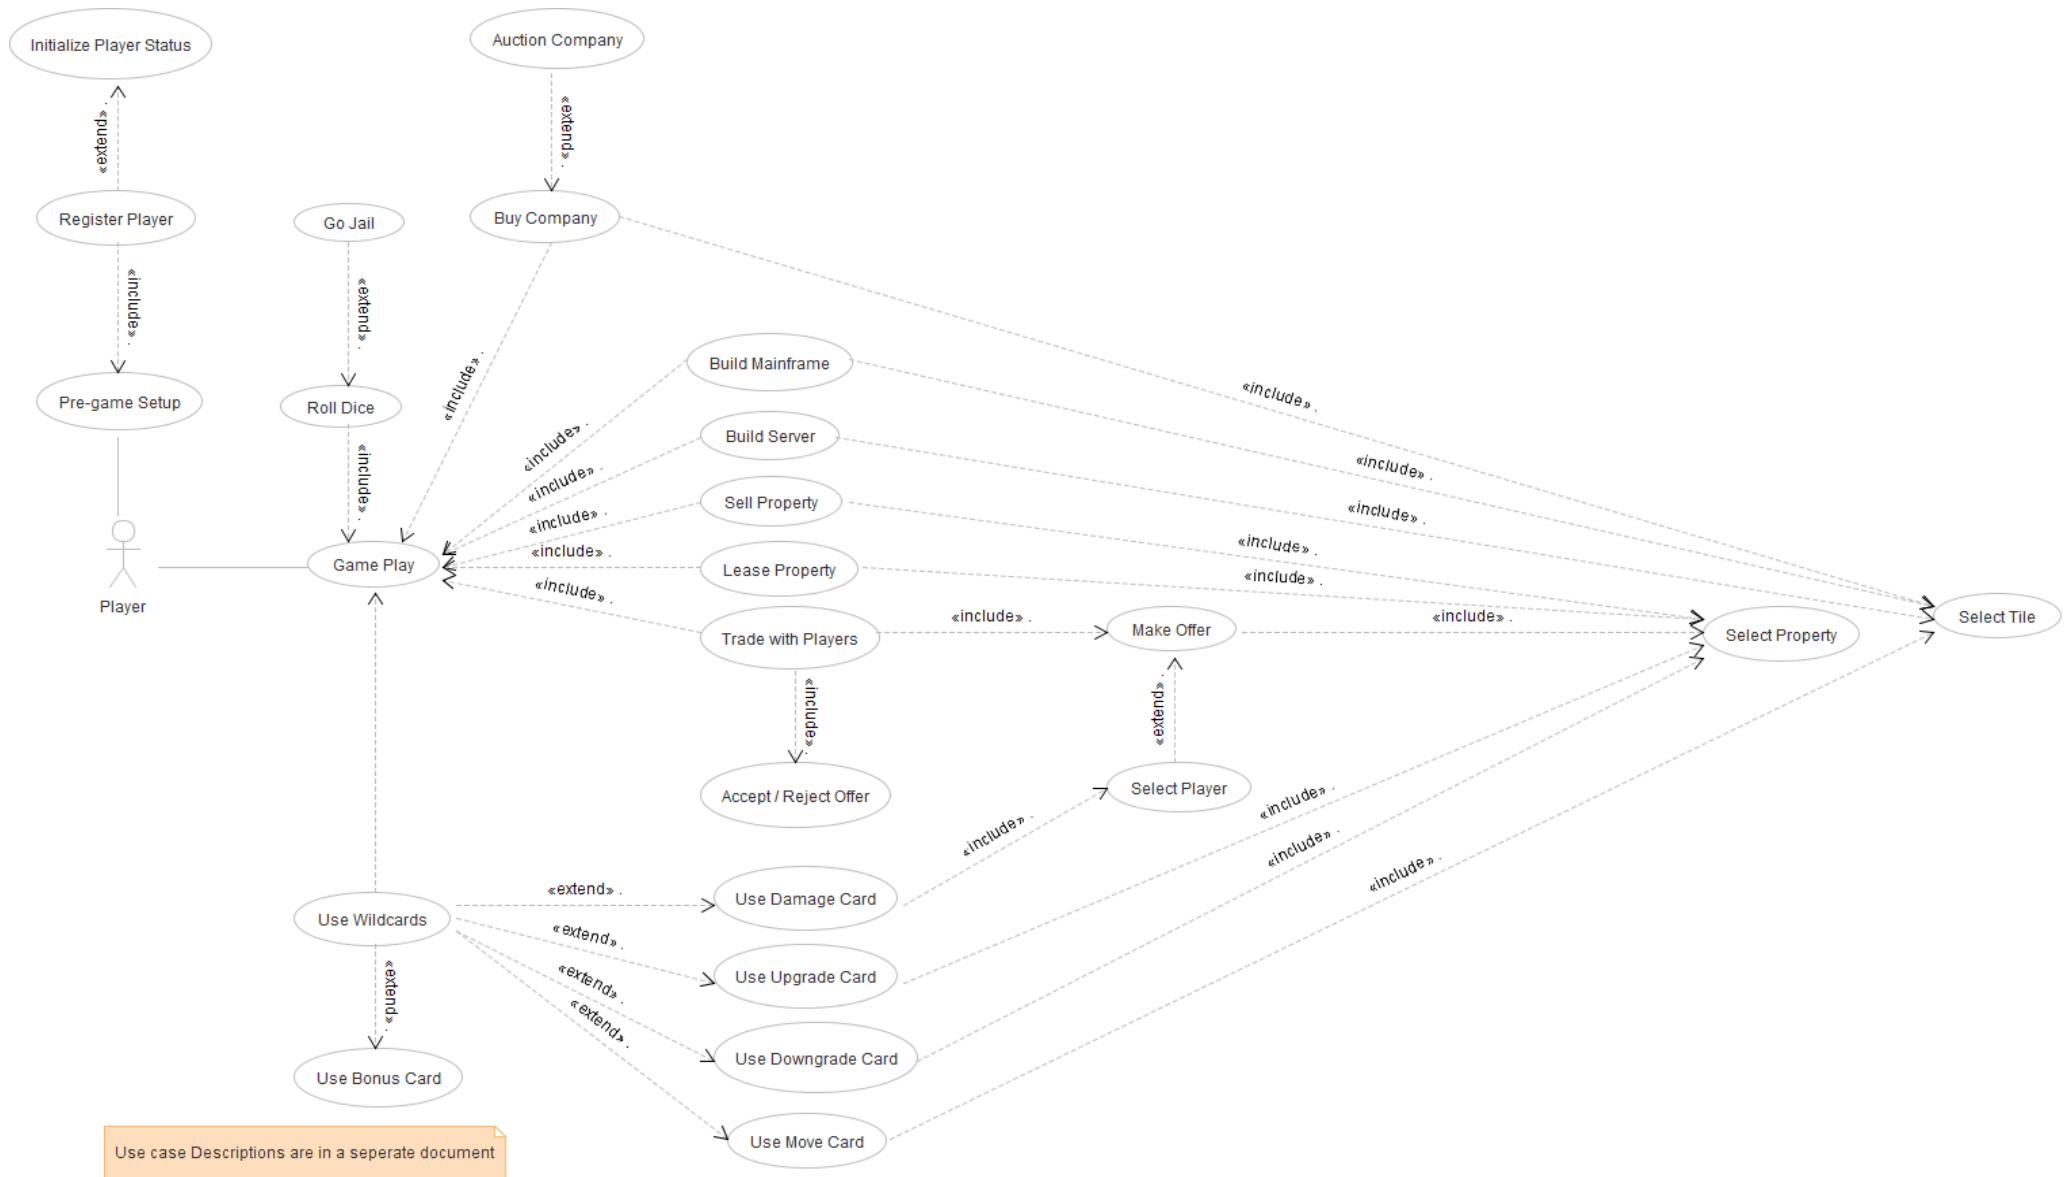 Initialize Player Status
Auction Company
«extend» .
«extend» .
Register Player
Go Jail
Buy Company
«include» .
«extend» .
«include» .
Build Mainframe
«include» .
Pre-game Setup
Roll Dice
«include» .
«include» .
Build Server
«include» .
«include» .
«include» .
Sell Property
«include» .
«include» .
«include» .
Game Play
«include» .
Lease Property
«include» .
Player
«include» .
Trade with Players
«include» .
Make Offer
«include» .
Select Property
Select Tile
«include» .
«extend» .
Accept / Reject Offer
Select Player
«include» .
«include» .
«include» .
«include» .
Use Wildcards
«extend» .
Use Damage Card
«extend» .
Use Upgrade Card
«extend» .
«extend» .
«extend» .
Use Downgrade Card
Use Bonus Card
Use Move Card
Use case Descriptions are in a seperate document